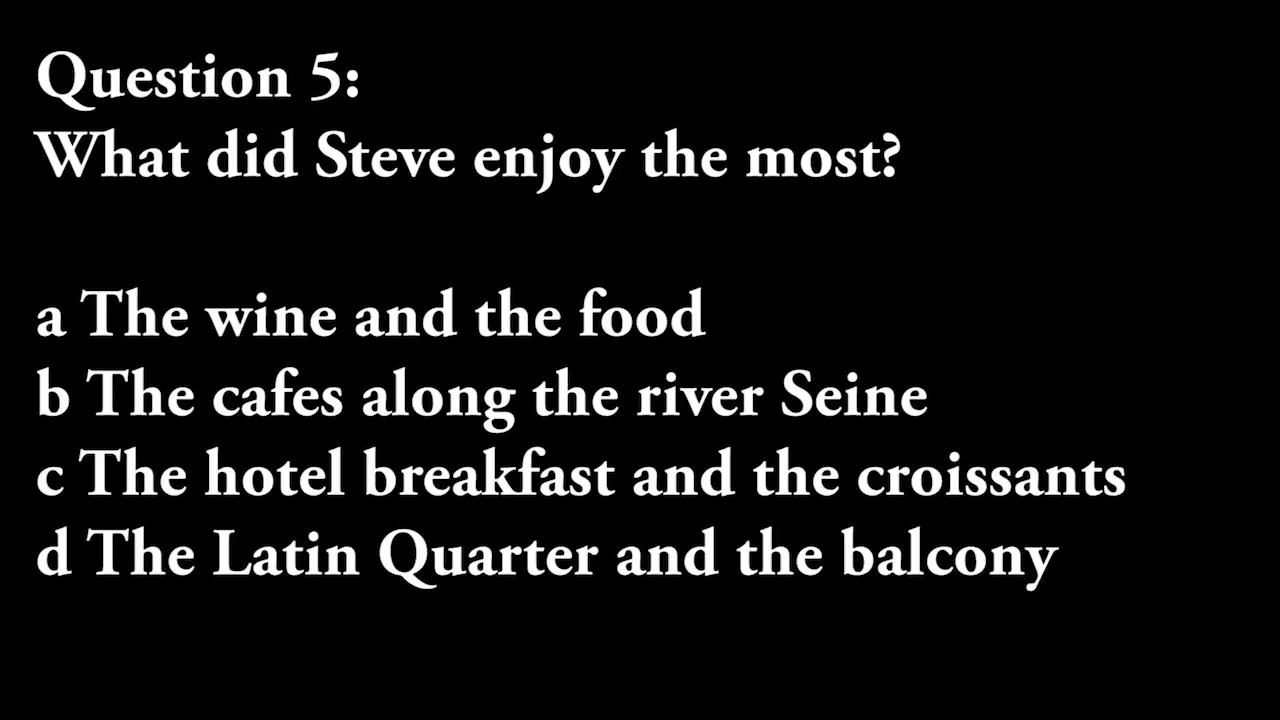 Question 5:
What did Steve enjoy the most?
a The wine and the food
b The cafes along the river Seine
c The hotel breakfast and the croissants
d The Latin Quarter and the balcony